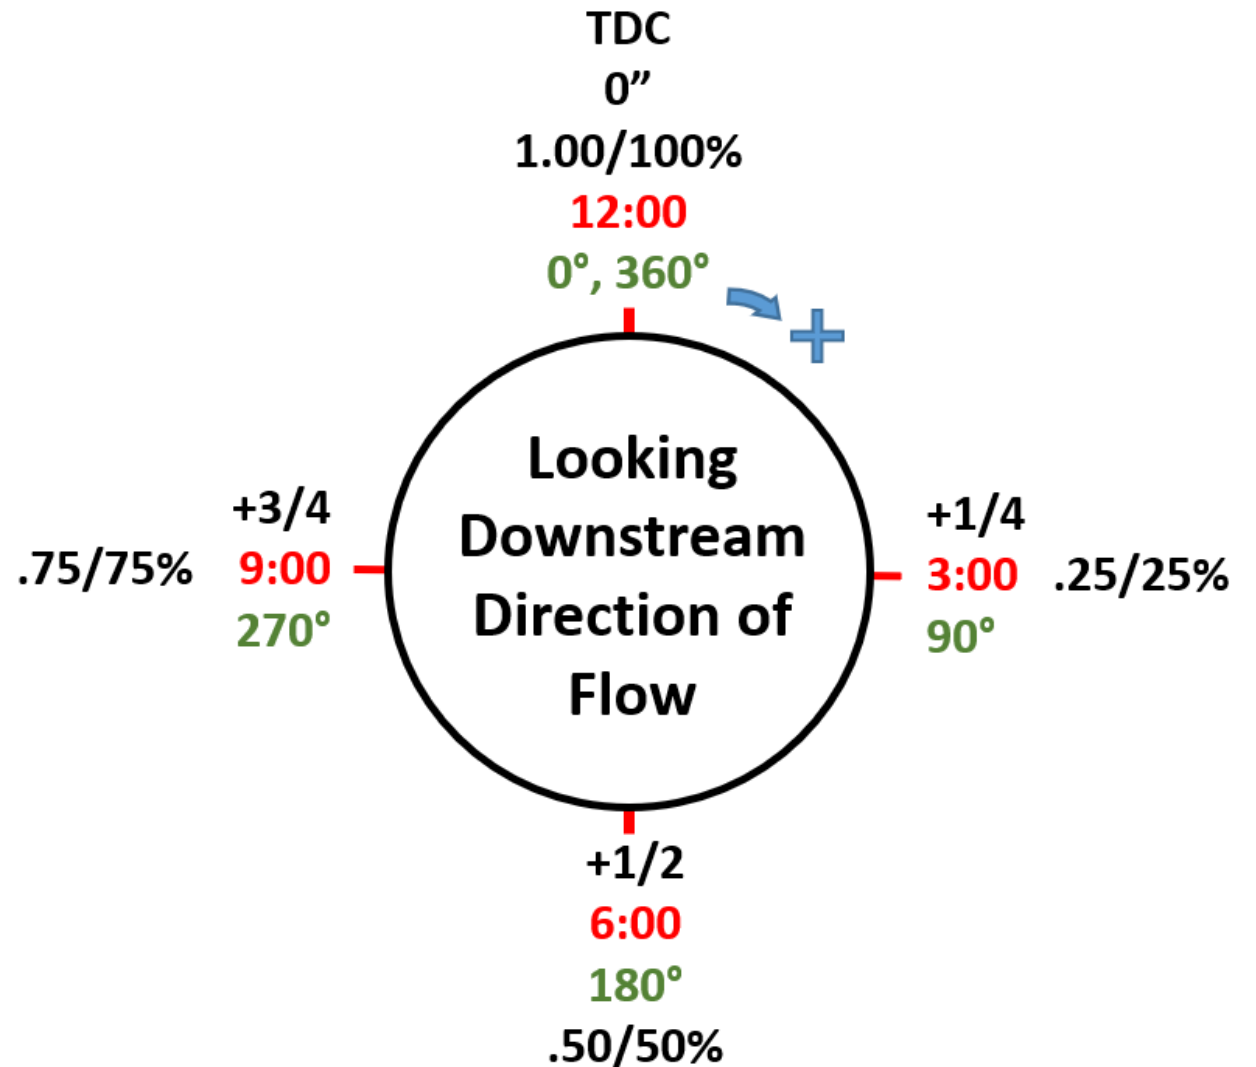 TDC
0”
1.00/100%
12:00
0°, 360°
Looking
Downstream
Direction of
Flow
+3/4
.75/75% 9:00
270°
+1/4
3:00 .25/25%
90°
+1/2
6:00
180°
.50/50%